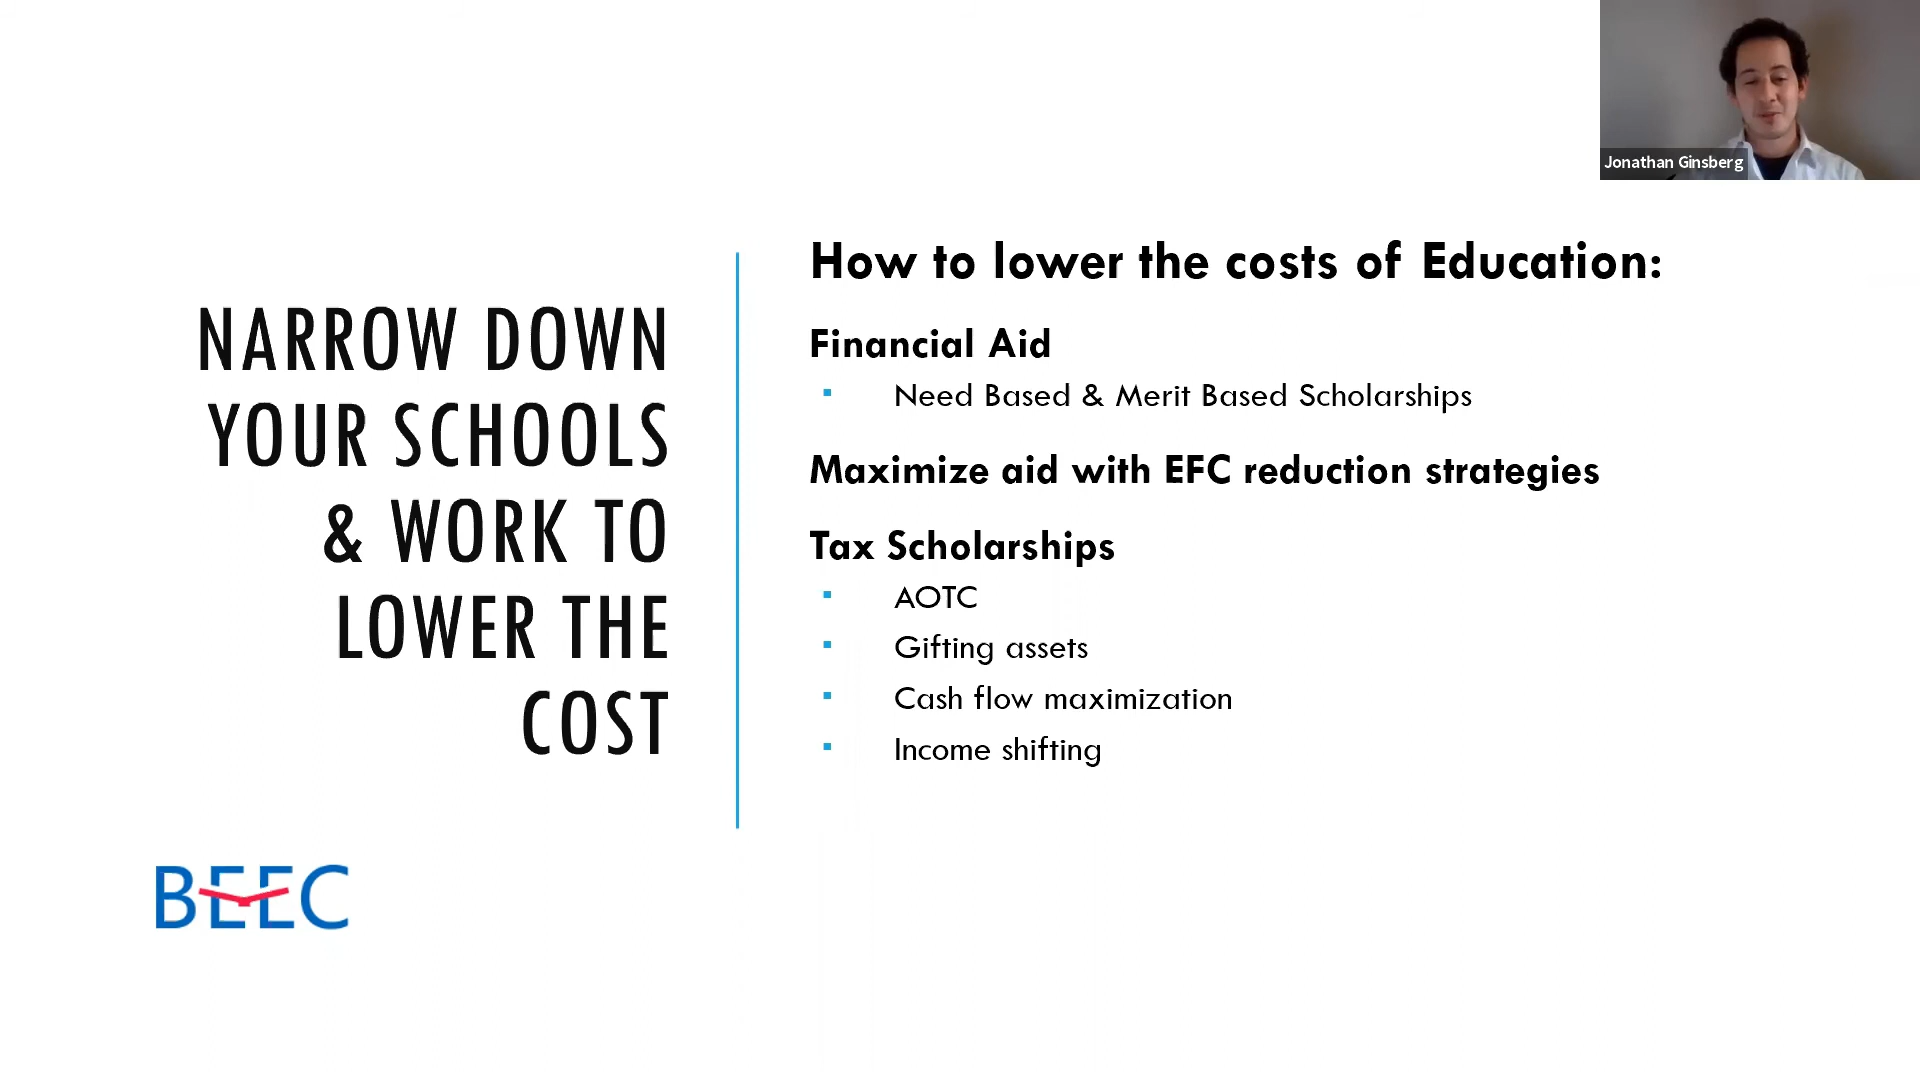 Jonathan Ginsberg
NARROW DOWN
YOUR SCHOOLS
& WORK TO
LOWER THE
COST
How to lower the costs of Education:
Financial Aid
▪ Need Based & Merit Based Scholarships
Maximize aid with EFC reduction strategies
Tax Scholarships
▪ AOTC
▪ Gifting assets
▪ Cash flow maximization
▪ Income shifting
BEEC